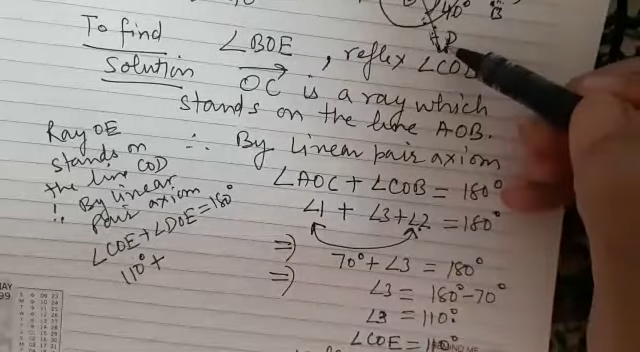 40° B
D
To find ∠BOE, reflex ∠COE
Solution OC is a ray which
stands on the line AOB.
∴ By linear pair axiom
∠AOC + ∠COB = 180°
∠1 + ∠3 + ∠2 = 180°
⇒ 70° + ∠3 = 180°
⇒ ∠3 = 180° - 70°
∠3 = 110°
∠COE = 110°
Ray OE
stands on
the line COD
∴ By linear
pair axiom
∠COE + ∠DOE = 180°
110° +